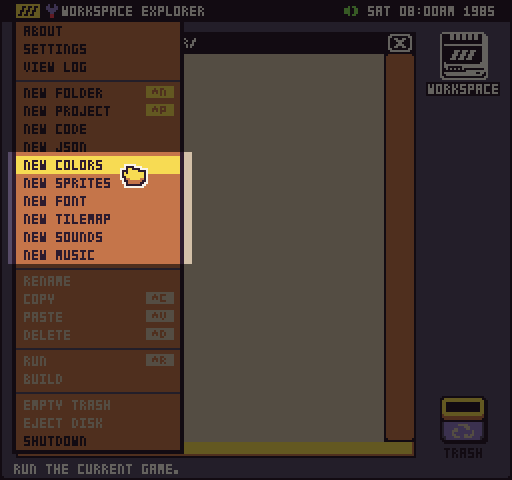 WORKSPACE EXPLORER
SAT 08:00AM 1985
ABOUT
SETTINGS
VIEW LOG
NEW FOLDER ^N
NEW PROJECT ^P
NEW CODE
NEW JSON
NEW COLORS
NEW SPRITES
NEW FONT
NEW TILEMAP
NEW SOUNDS
NEW MUSIC
RENAME
COPY ^C
PASTE ^V
DELETE ^D
RUN ^R
BUILD
EMPTY TRASH
EJECT DISK
SHUTDOWN
WORKSPACE
TRASH
RUN THE CURRENT GAME.